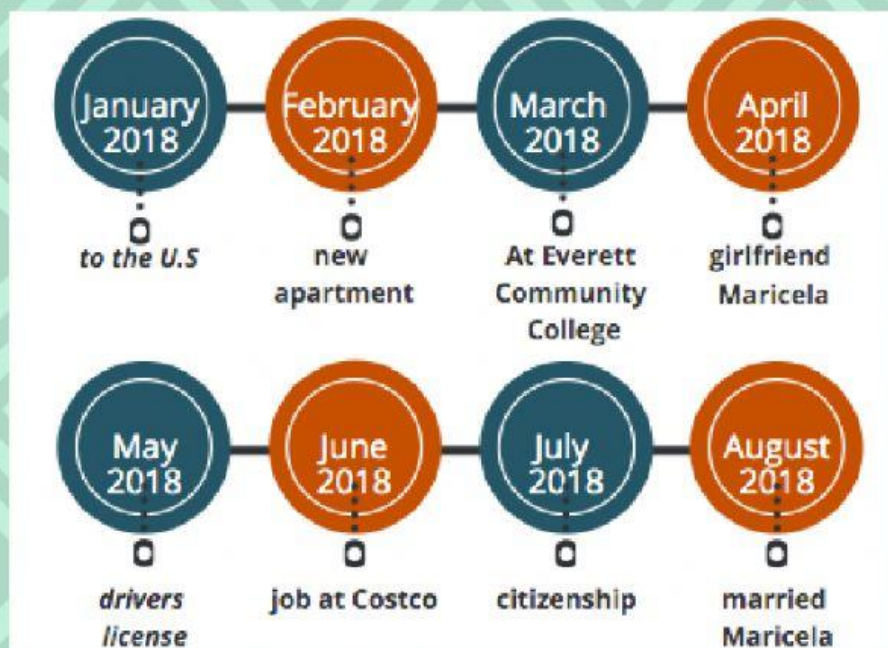 January
2018
February
2018
March
2018
April
2018
to the U.S
new
apartment
At Everett
Community
College
girlfriend
Maricela
May
2018
June
2018
July
2018
August
2018
drivers
license
job at Costco
citizenship
married
Maricela